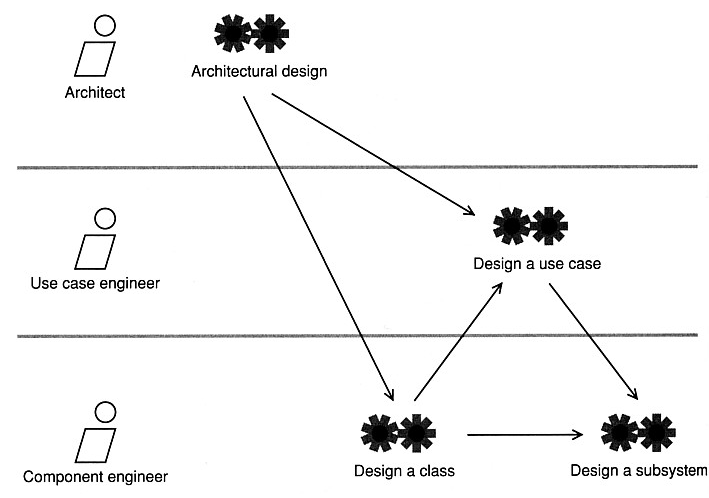 Architectural design
Architect
Design a use case
Use case engineer
Design a class
Design a subsystem
Component engineer